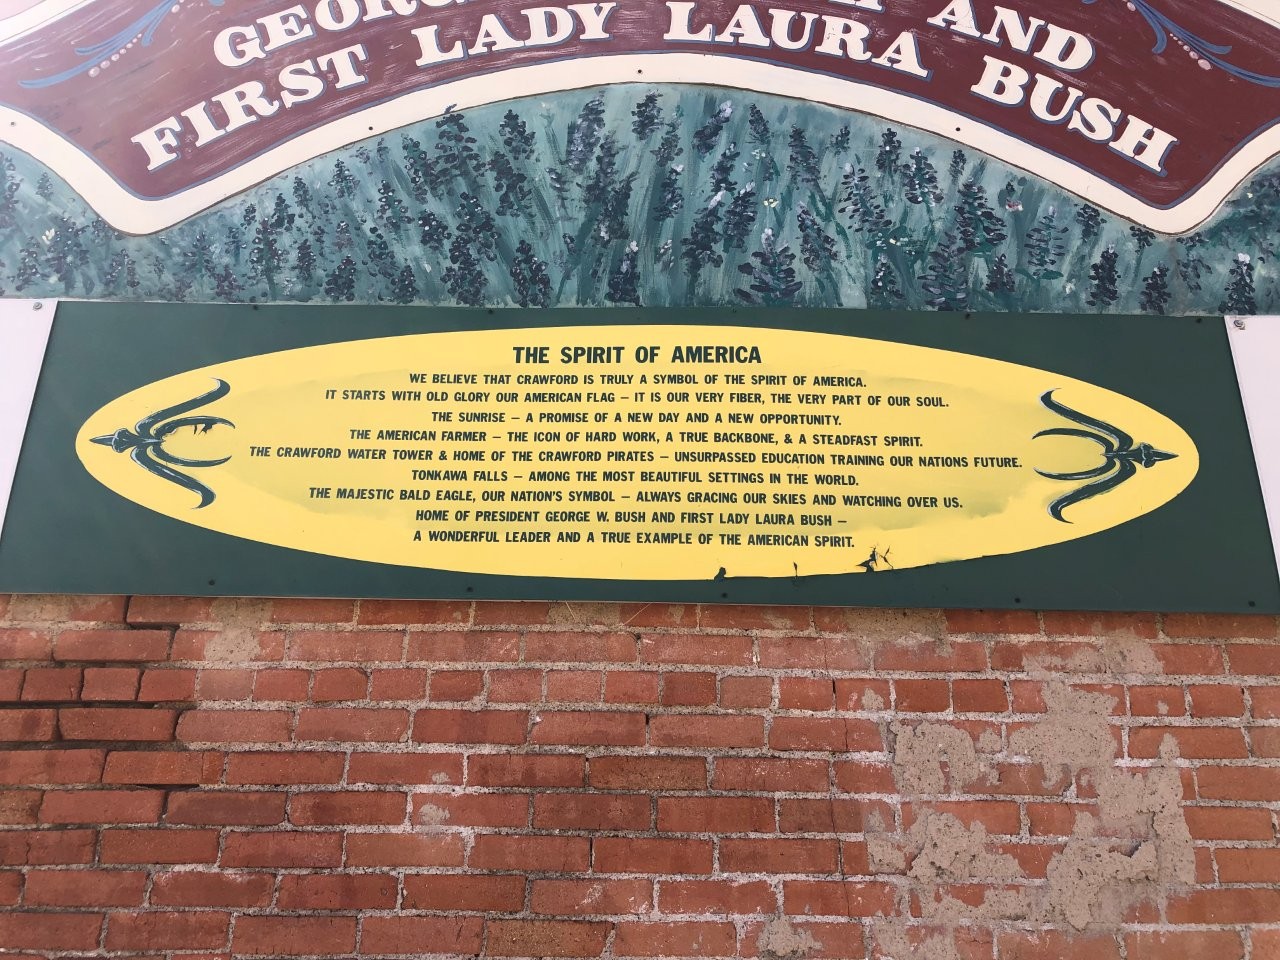 GEORGE AND
FIRST LADY LAURA BUSH
THE SPIRIT OF AMERICA
WE BELIEVE THAT CRAWFORD IS TRULY A SYMBOL OF THE SPIRIT OF AMERICA.
IT STARTS WITH OLD GLORY OUR AMERICAN FLAG – IT IS OUR VERY FIBER, THE VERY PART OF OUR SOUL.
THE SUNRISE – A PROMISE OF A NEW DAY AND A NEW OPPORTUNITY.
THE AMERICAN FARMER – THE ICON OF HARD WORK, A TRUE BACKBONE, & A STEADFAST SPIRIT.
THE CRAWFORD WATER TOWER & HOME OF THE CRAWFORD PIRATES – UNSURPASSED EDUCATION TRAINING OUR NATIONS FUTURE.
TONKAWA FALLS – AMONG THE MOST BEAUTIFUL SETTINGS IN THE WORLD.
THE MAJESTIC BALD EAGLE, OUR NATION'S SYMBOL – ALWAYS GRACING OUR SKIES AND WATCHING OVER US.
HOME OF PRESIDENT GEORGE W. BUSH AND FIRST LADY LAURA BUSH –
A WONDERFUL LEADER AND A TRUE EXAMPLE OF THE AMERICAN SPIRIT.